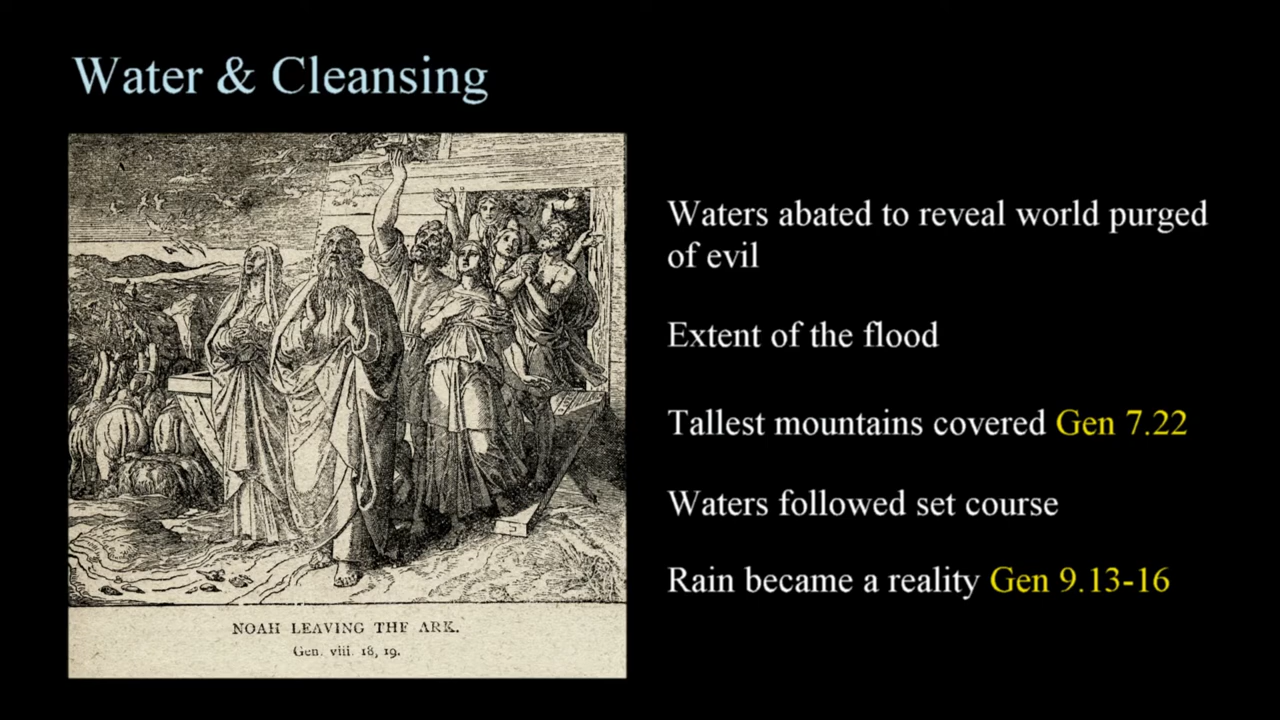 Water & Cleansing
Waters abated to reveal world purged
of evil
Extent of the flood
Tallest mountains covered Gen 7.22
Waters followed set course
Rain became a reality Gen 9.13-16
NOAH LEAVING THE ARK.
Gen. viii. 18, 19.